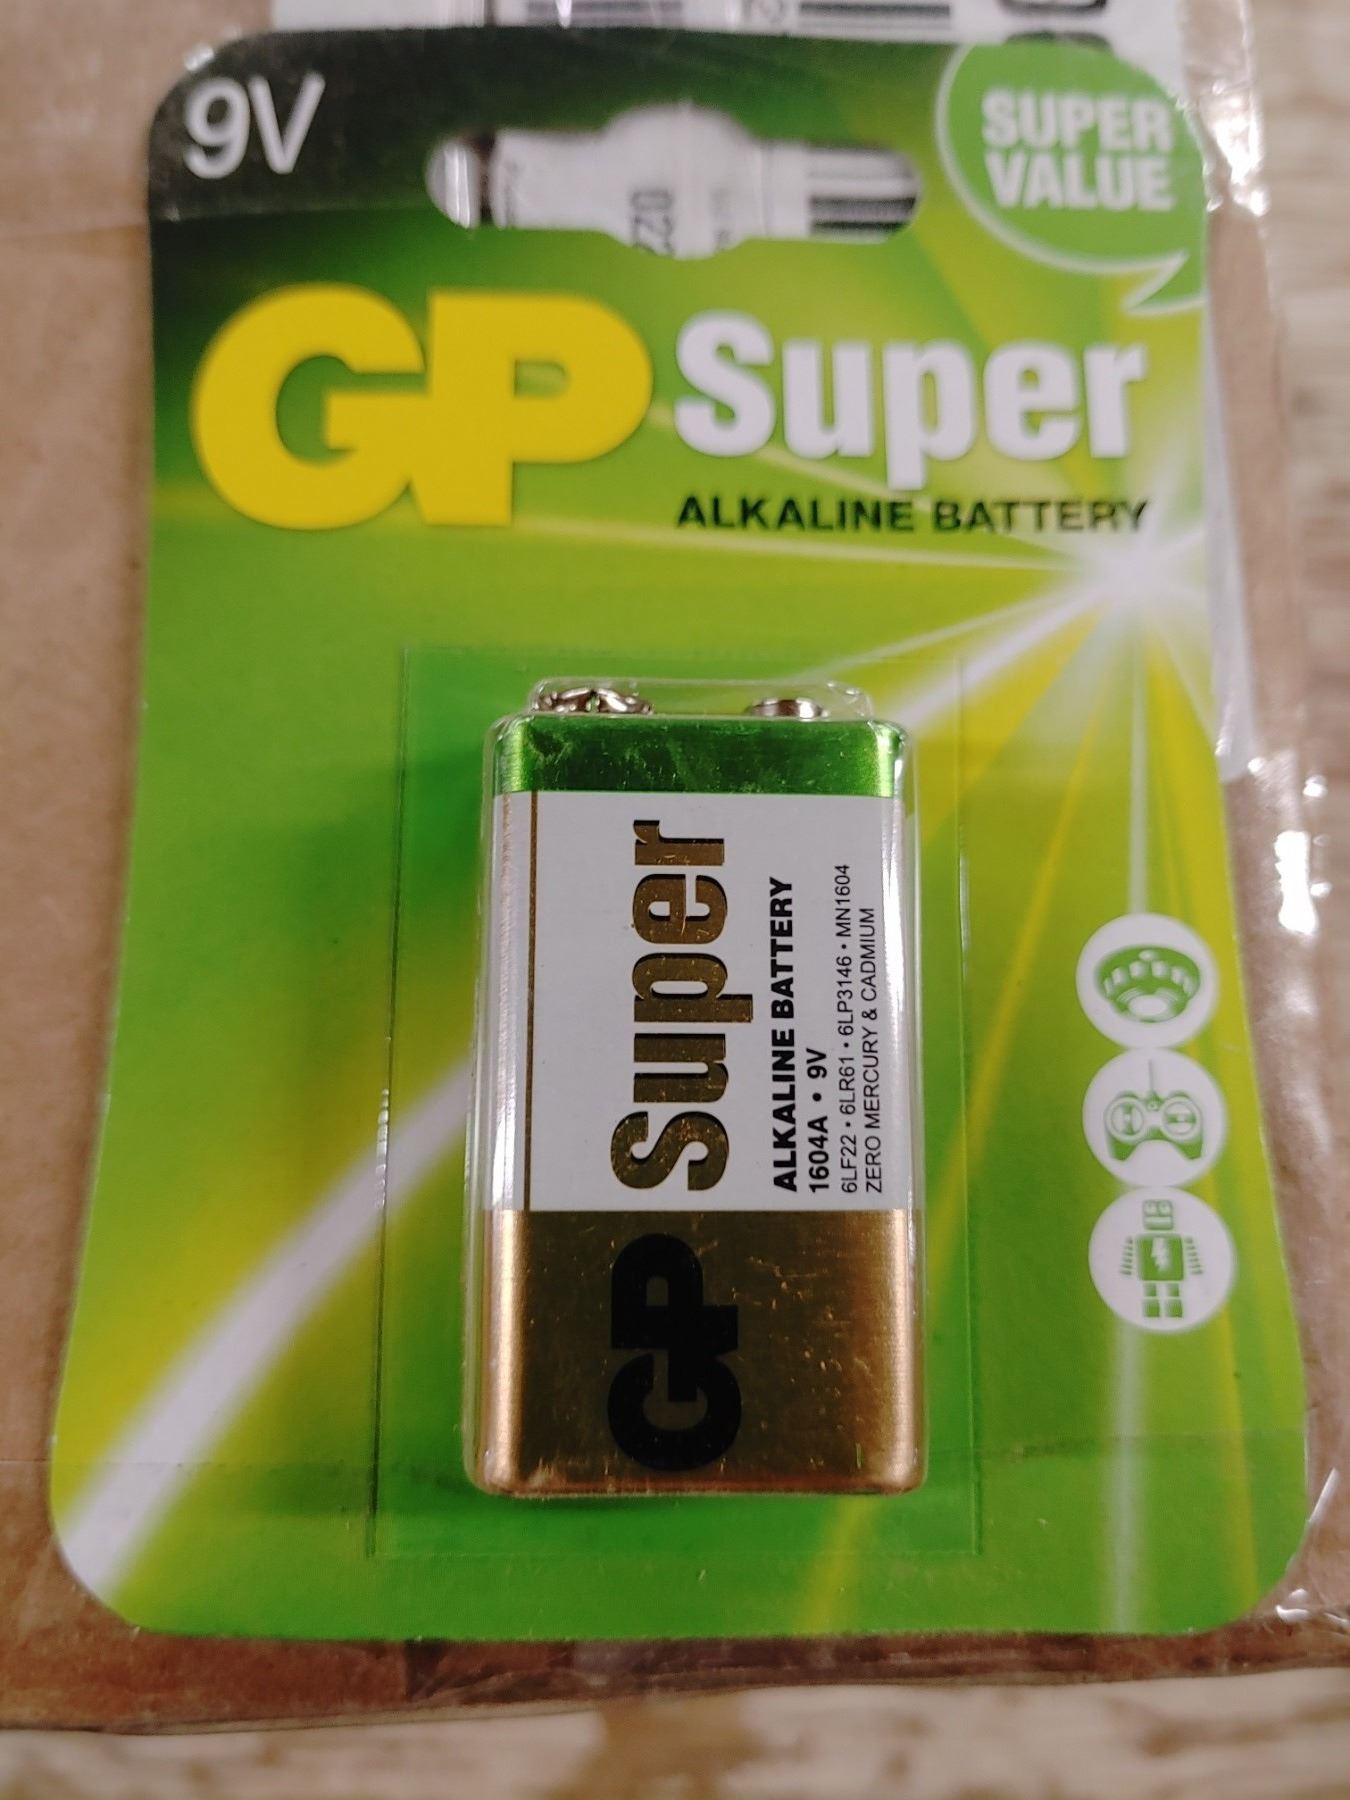 9V
SUPER
VALUE
GP Super
ALKALINE BATTERY
GP Super
ALKALINE BATTERY
1604A • 9V
6LF22 • 6LR61 • 6LP3146 • MN1604
ZERO MERCURY & CADMIUM